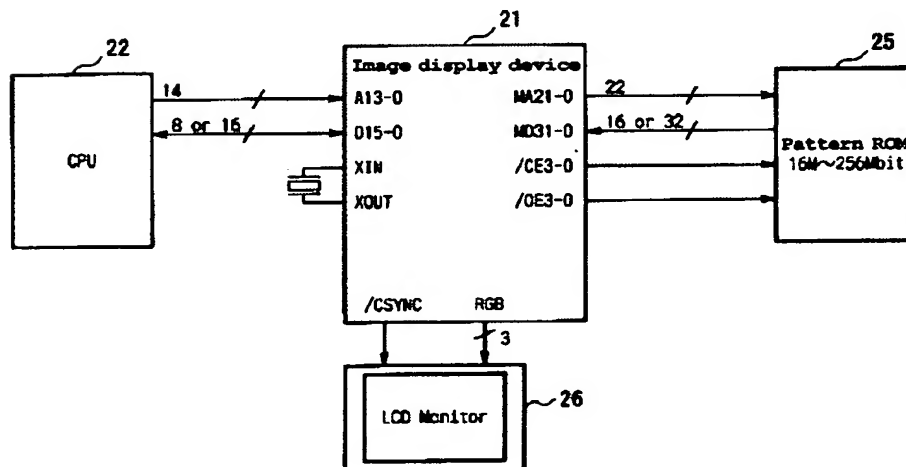 21
22
25
Image display device
14
A13-0
MA21-0
22
8 or 16
D15-0
MD31-0
16 or 32
CPU
XIN
/CE3-0
Pattern ROM
16M～256Mbit
XOUT
/OE3-0
/CSYNC
RGB
3
LCD Monitor
26